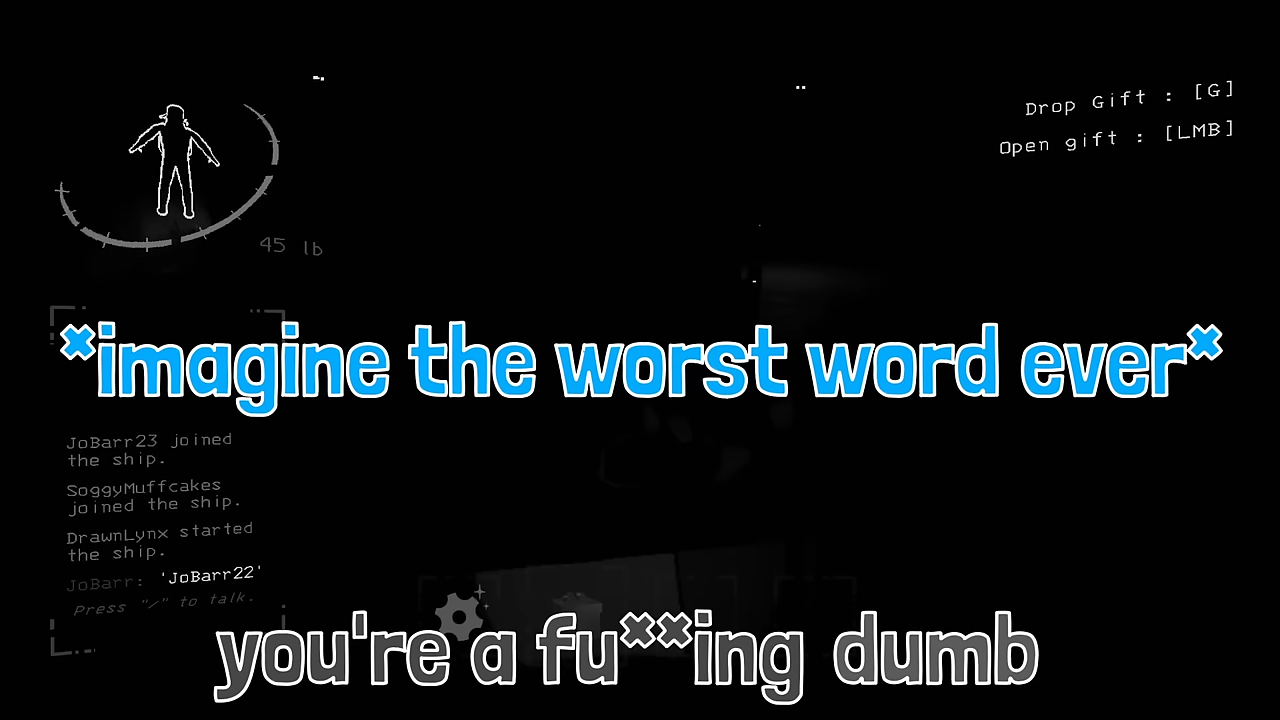 Drop Gift : [G]
Open gift : [LMB]
45 lb
*imagine the worst word ever*
JoBarr23 joined
the ship.
SoggyMuffcakes
joined the ship.
DrawnLynx started
the ship.
JoBarr: 'JoBarr22'
Press "/" to talk.
you're a fu**ing dumb